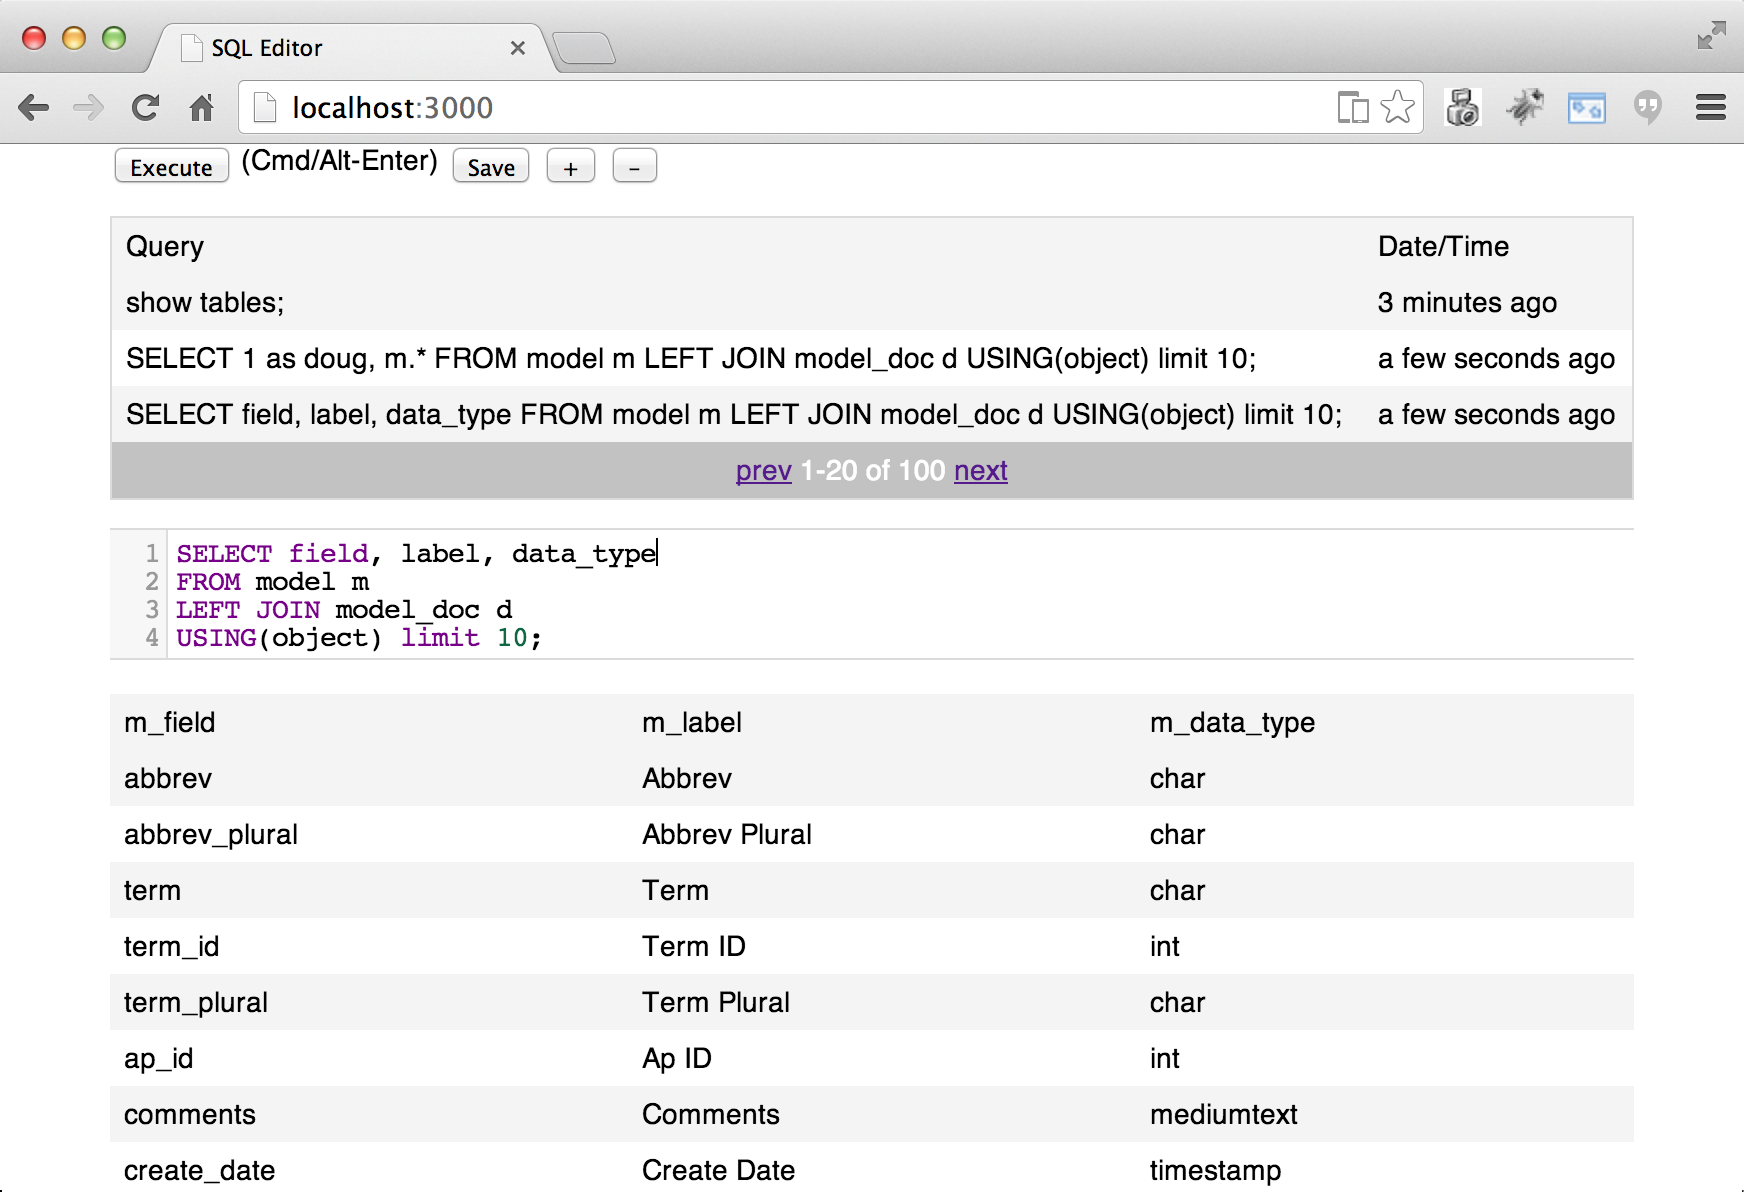 SQL Editor
localhost:3000
Execute (Cmd/Alt-Enter) Save + -
Query Date/Time
show tables; 3 minutes ago
SELECT 1 as doug, m.* FROM model m LEFT JOIN model_doc d USING(object) limit 10; a few seconds ago
SELECT field, label, data_type FROM model m LEFT JOIN model_doc d USING(object) limit 10; a few seconds ago
prev 1-20 of 100 next
1 SELECT field, label, data_type
2 FROM model m
3 LEFT JOIN model_doc d
4 USING(object) limit 10;
m_field m_label m_data_type
abbrev Abbrev char
abbrev_plural Abbrev Plural char
term Term char
term_id Term ID int
term_plural Term Plural char
ap_id Ap ID int
comments Comments mediumtext
create_date Create Date timestamp